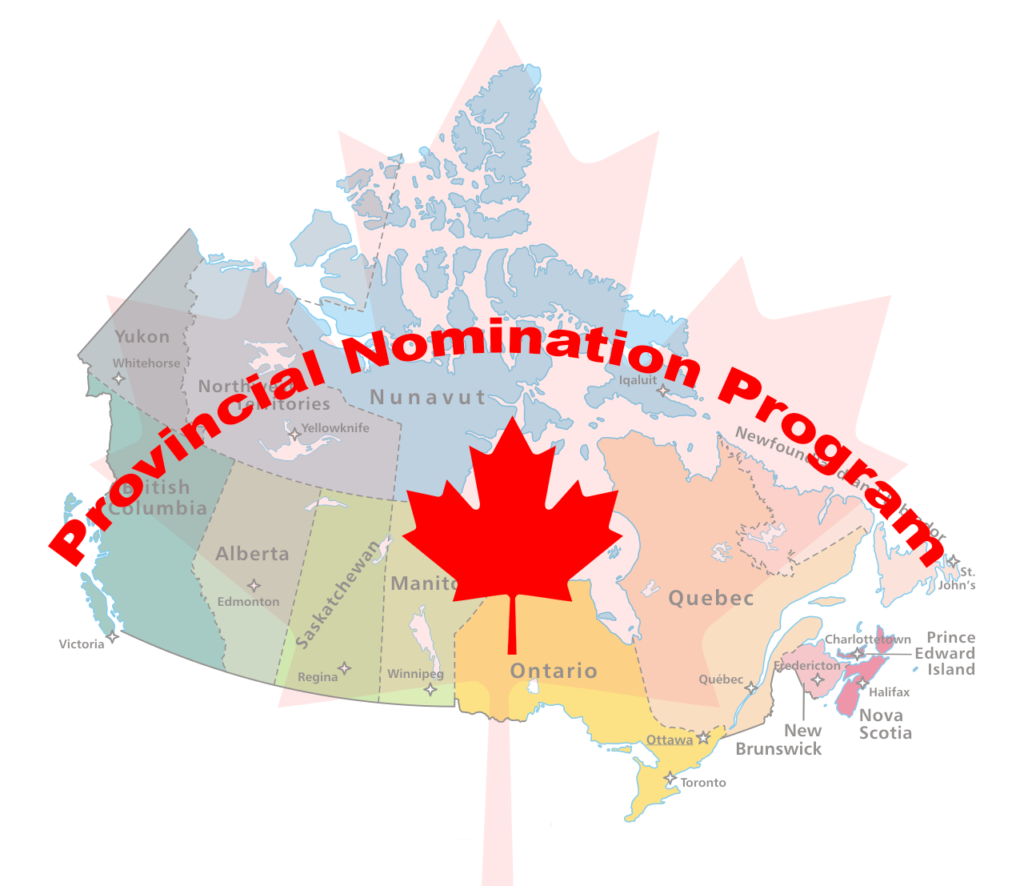 Provincial Nomination Program
Yukon
Whitehorse
Northwest
Territories
Yellowknife
Nunavut
Iqaluit
Newfoundland and Labrador
British
Columbia
Alberta
Edmonton
Saskatchewan
Manito
Quebec
St.
John's
Victoria
Regina
Winnipeg
Ontario
Québec
Charlottetown
Prince
Edward
Island
Fredericton
Halifax
Nova
Scotia
New
Brunswick
Ottawa
Toronto